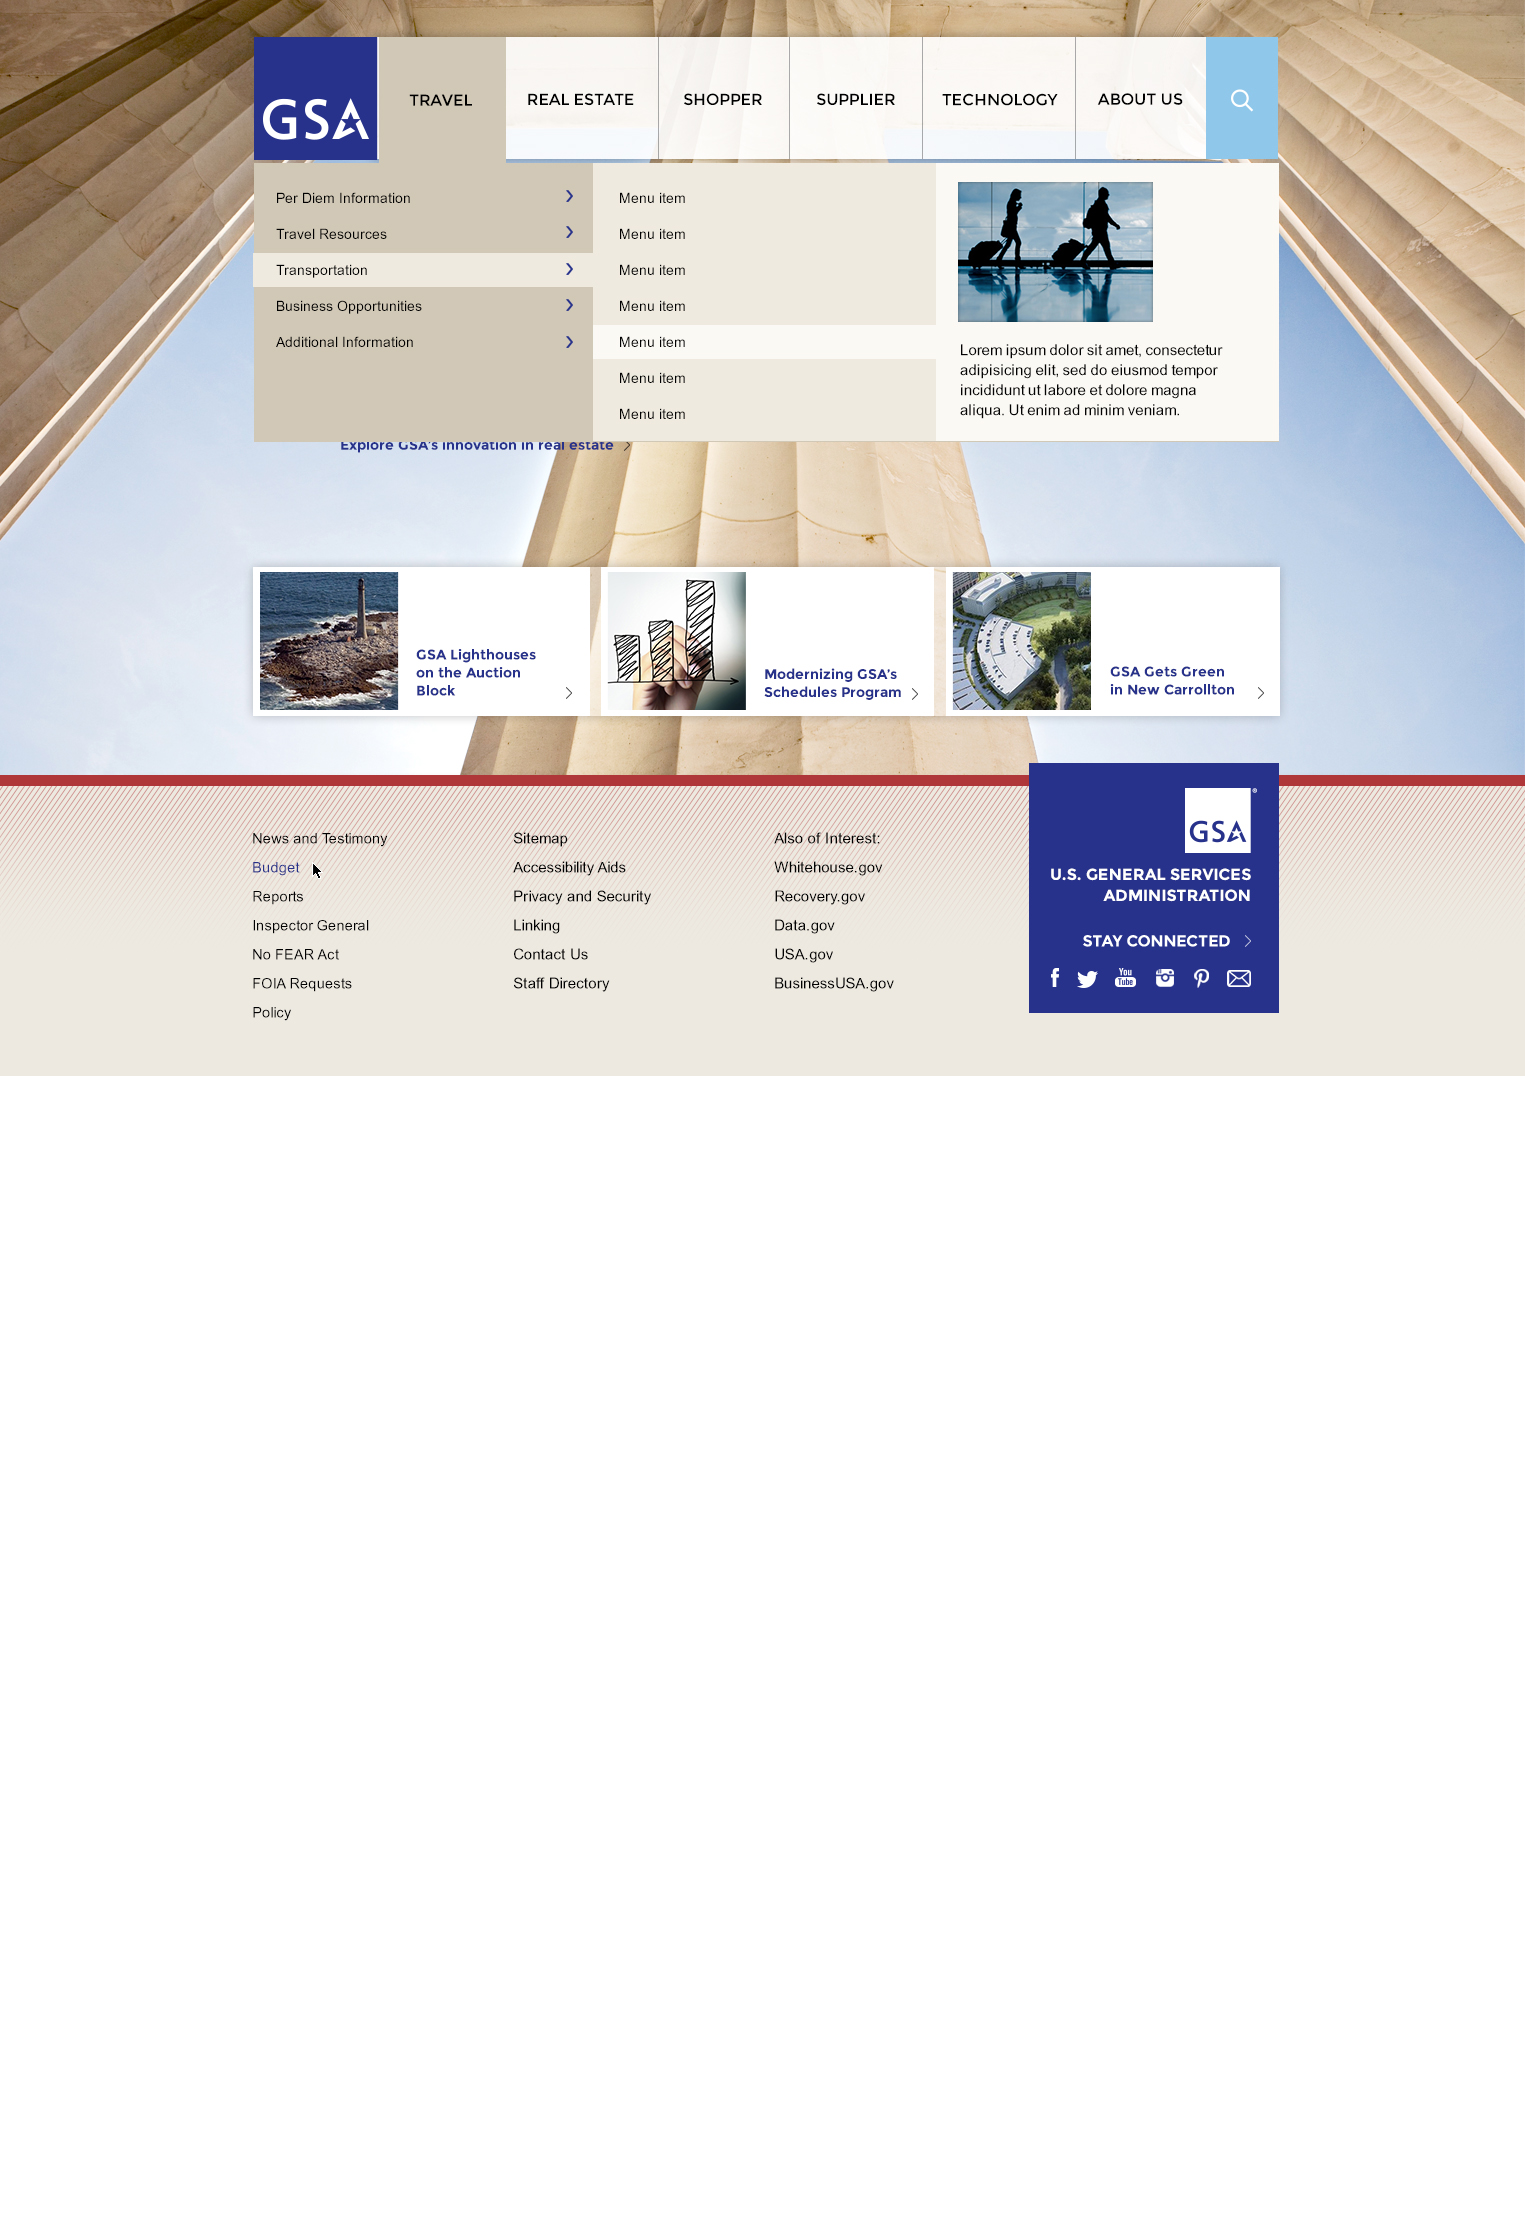 GSA
TRAVEL
REAL ESTATE
SHOPPER
SUPPLIER
TECHNOLOGY
ABOUT US
Per Diem Information
Travel Resources
Transportation
Business Opportunities
Additional Information
Menu item
Menu item
Menu item
Menu item
Menu item
Menu item
Menu item
Lorem ipsum dolor sit amet, consectetur
adipisicing elit, sed do eiusmod tempor
incididunt ut labore et dolore magna
aliqua. Ut enim ad minim veniam.
Explore GSA's innovation in real estate
GSA Lighthouses
on the Auction
Block
Modernizing GSA's
Schedules Program
GSA Gets Green
in New Carrollton
News and Testimony
Budget
Reports
Inspector General
No FEAR Act
FOIA Requests
Policy
Sitemap
Accessibility Aids
Privacy and Security
Linking
Contact Us
Staff Directory
Also of Interest:
Whitehouse.gov
Recovery.gov
Data.gov
USA.gov
BusinessUSA.gov
GSA®
U.S. GENERAL SERVICES
ADMINISTRATION
STAY CONNECTED
You
Tube